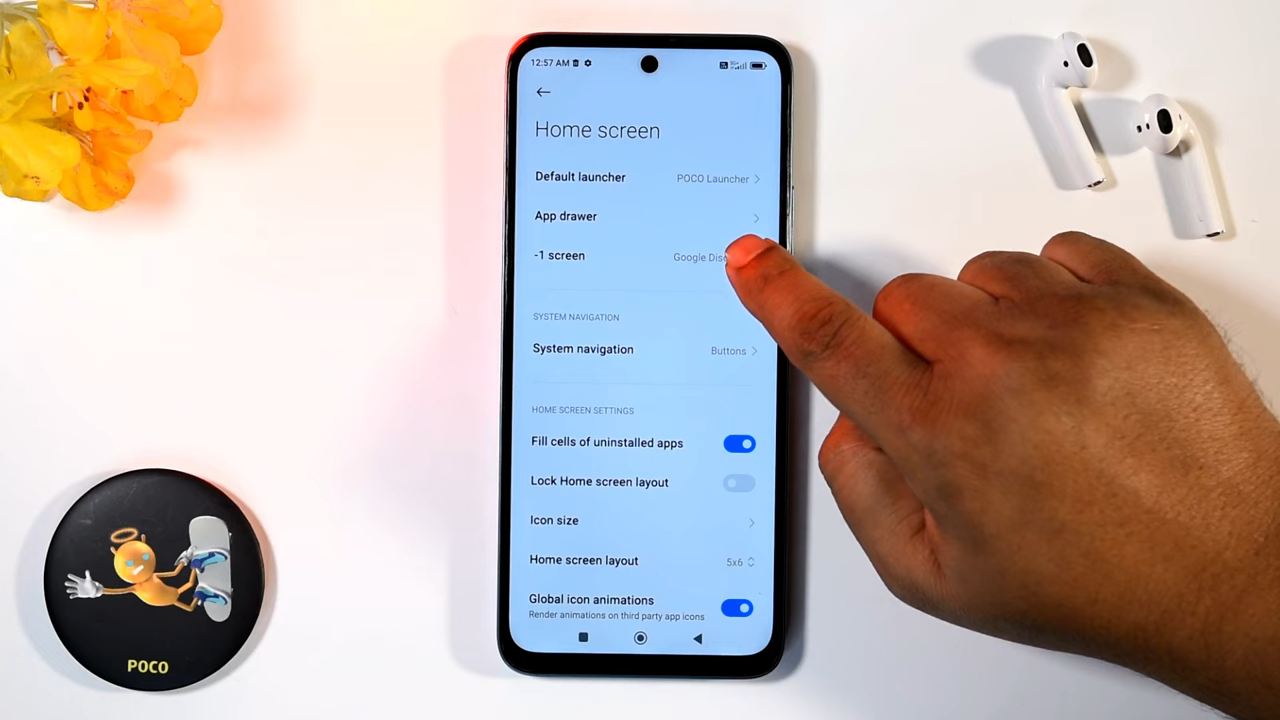 12:57 AM
Home screen
Default launcher POCO Launcher
App drawer
-1 screen Google Disc
SYSTEM NAVIGATION
System navigation Buttons
HOME SCREEN SETTINGS
Fill cells of uninstalled apps
Lock Home screen layout
Icon size
Home screen layout 5x6
Global icon animations
Render animations on third party app icons
POCO